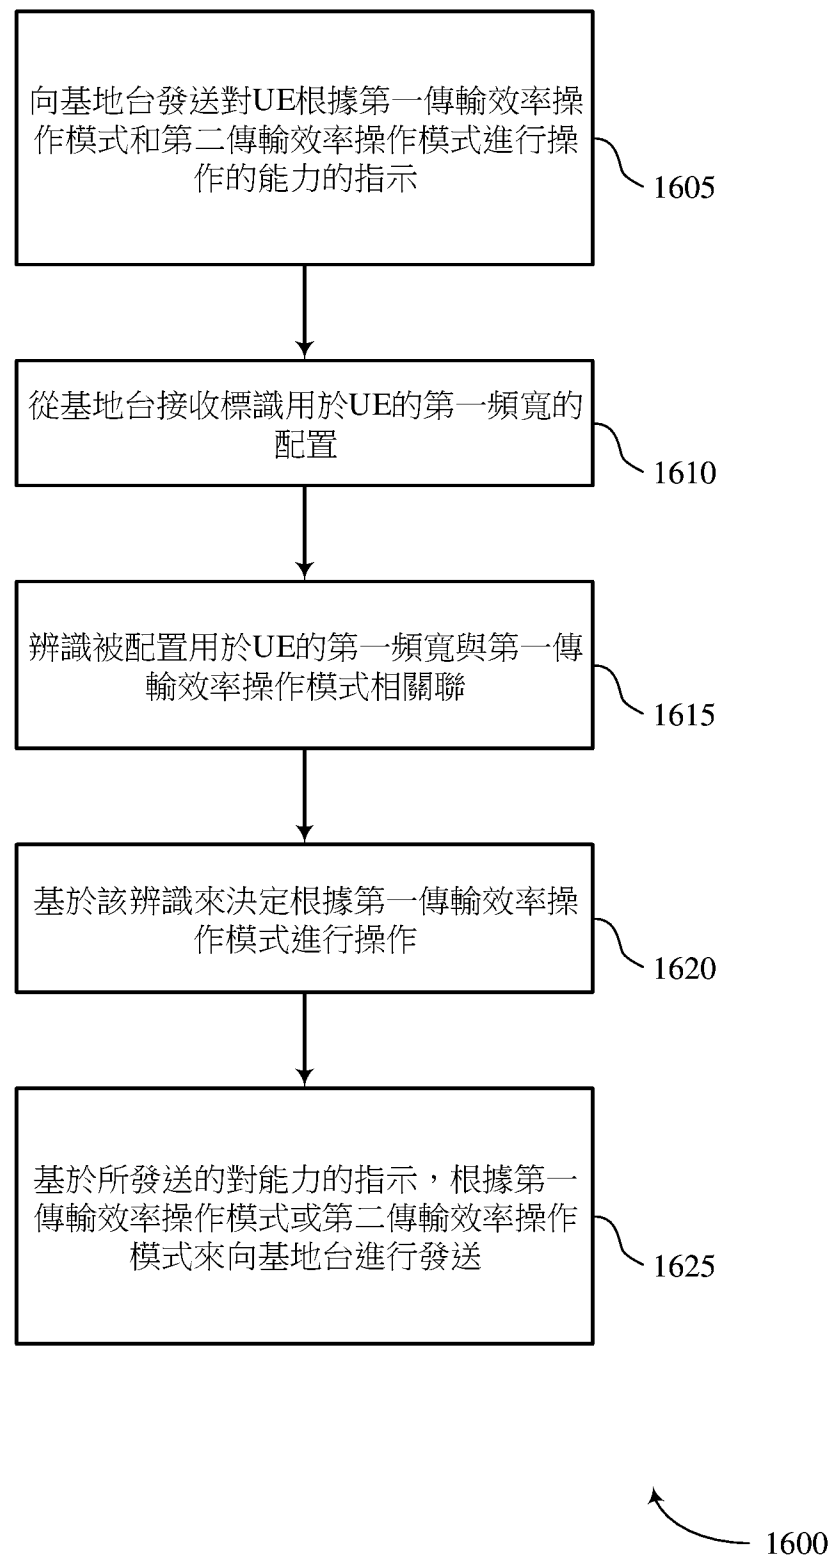 向基地台發送對UE根據第一傳輸效率操
作模式和第二傳輸效率操作模式進行操
作的能力的指示
1605
從基地台接收標識用於UE的第一頻寬的
配置
1610
辨識被配置用於UE的第一頻寬與第一傳
輸效率操作模式相關聯
1615
基於該辨識來決定根據第一傳輸效率操
作模式進行操作
1620
基於所發送的對能力的指示，根據第一
傳輸效率操作模式或第二傳輸效率操作
模式來向基地台進行發送
1625
1600